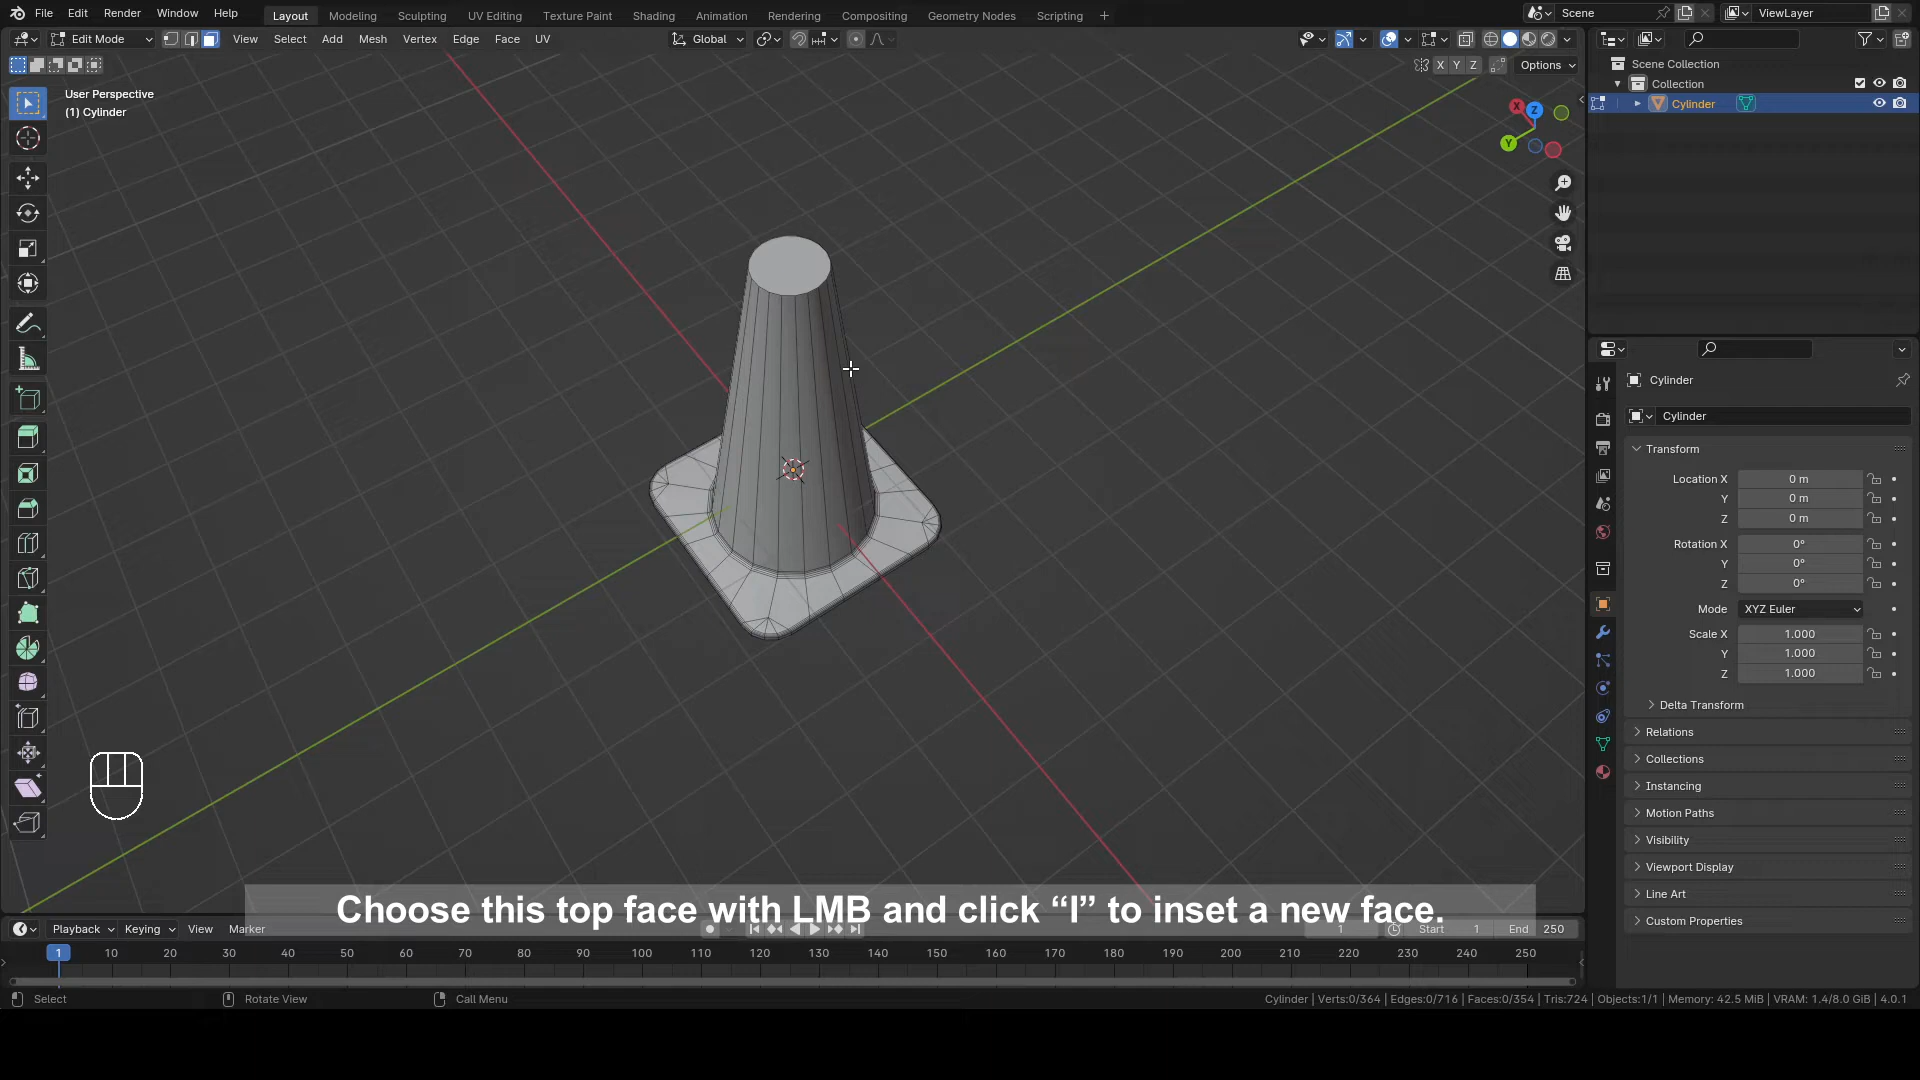 File Edit Render Window Help Layout Modeling Sculpting UV Editing Texture Paint Shading Animation Rendering Compositing Geometry Nodes Scripting + Scene ViewLayer
Edit Mode View Select Add Mesh Vertex Edge Face UV Global
X Y Z Options
User Perspective
(1) Cylinder
X Z Y
Scene Collection
Collection
Cylinder
Cylinder
Cylinder
Transform
Location X 0 m
Y 0 m
Z 0 m
Rotation X 0°
Y 0°
Z 0°
Mode XYZ Euler
Scale X 1.000
Y 1.000
Z 1.000
Delta Transform
Relations
Collections
Instancing
Motion Paths
Visibility
Viewport Display
Line Art
Custom Properties
Choose this top face with LMB and click “I” to inset a new face.
Playback Keying View Marker 1 Start 1 End 250
1 10 20 30 40 50 60 70 80 90 100 110 120 130 140 150 160 170 180 190 200 210 220 230 240 250
Select Rotate View Call Menu Cylinder | Verts:0/364 | Edges:0/716 | Faces:0/354 | Tris:724 | Objects:1/1 | Memory: 42.5 MiB | VRAM: 1.4/8.0 GiB | 4.0.1